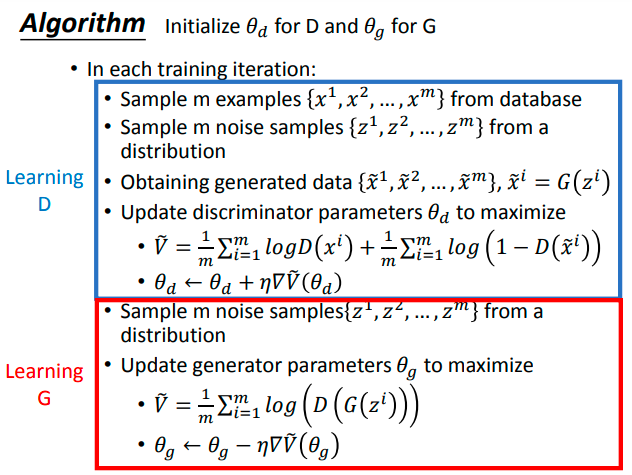 Algorithm Initialize θ_d for D and θ_g for G
• In each training iteration:
• Sample m examples {x^1, x^2, … , x^m} from database
• Sample m noise samples {z^1, z^2, … , z^m} from a
distribution
Learning
D
• Obtaining generated data {x̃^1, x̃^2, … , x̃^m}, x̃^i = G(z^i)
• Update discriminator parameters θ_d to maximize
• Ṽ = 1/m ∑_{i=1}^m logD(x^i) + 1/m ∑_{i=1}^m log (1 − D(x̃^i))
• θ_d ← θ_d + η∇Ṽ(θ_d)
• Sample m noise samples{z^1, z^2, … , z^m} from a
distribution
Learning
G
• Update generator parameters θ_g to maximize
• Ṽ = 1/m ∑_{i=1}^m log (D (G(z^i)))
• θ_g ← θ_g − η∇Ṽ(θ_g)